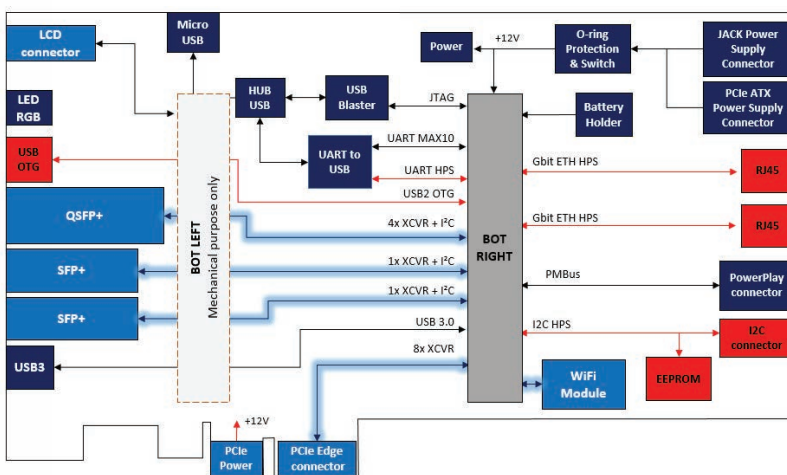 LCD
connector
Micro
USB
Power
+12V
O-ring
Protection
& Switch
JACK Power
Supply
Connector
LED
RGB
HUB
USB
USB
Blaster
JTAG
Battery
Holder
PCIe ATX
Power Supply
Connector
USB
OTG
UART to
USB
UART MAX10
UART HPS
USB2 OTG
Gbit ETH HPS
RJ45
QSFP+
4x XCVR + I²C
Gbit ETH HPS
RJ45
BOT LEFT
Mechanical purpose only
BOT
RIGHT
SFP+
1x XCVR + I²C
PMBus
PowerPlay
connector
SFP+
1x XCVR + I²C
USB 3.0
I2C HPS
I2C
connector
USB3
8x XCVR
WiFi
Module
EEPROM
+12V
PCIe
Power
PCIe Edge
connector